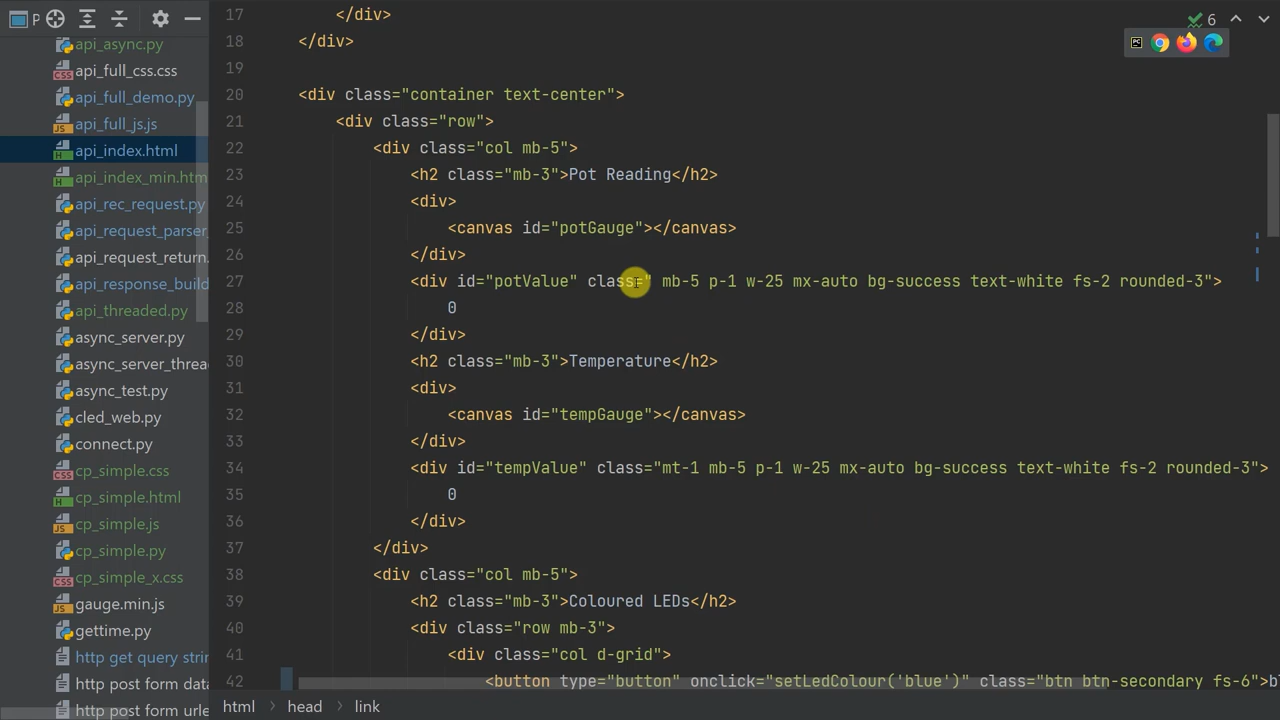 P
6
api_async.py
api_full_css.css
api_full_demo.py
api_full_js.js
api_index.html
api_index_min.htm
api_rec_request.py
api_request_parser_
api_request_return.
api_response_build
api_threaded.py
async_server.py
async_server_threa
async_test.py
cled_web.py
connect.py
cp_simple.css
cp_simple.html
cp_simple.js
cp_simple.py
cp_simple_x.css
gauge.min.js
gettime.py
http get query strin
http post form data
http post form urle
17 </div>
18 </div>
19
20 <div class="container text-center">
21 <div class="row">
22 <div class="col mb-5">
23 <h2 class="mb-3">Pot Reading</h2>
24 <div>
25 <canvas id="potGauge"></canvas>
26 </div>
27 <div id="potValue" class=" mb-5 p-1 w-25 mx-auto bg-success text-white fs-2 rounded-3">
28 0
29 </div>
30 <h2 class="mb-3">Temperature</h2>
31 <div>
32 <canvas id="tempGauge"></canvas>
33 </div>
34 <div id="tempValue" class="mt-1 mb-5 p-1 w-25 mx-auto bg-success text-white fs-2 rounded-3">
35 0
36 </div>
37 </div>
38 <div class="col mb-5">
39 <h2 class="mb-3">Coloured LEDs</h2>
40 <div class="row mb-3">
41 <div class="col d-grid">
42 <button type="button" onclick="setLedColour('blue')" class="btn btn-secondary fs-6">bl
html > head > link